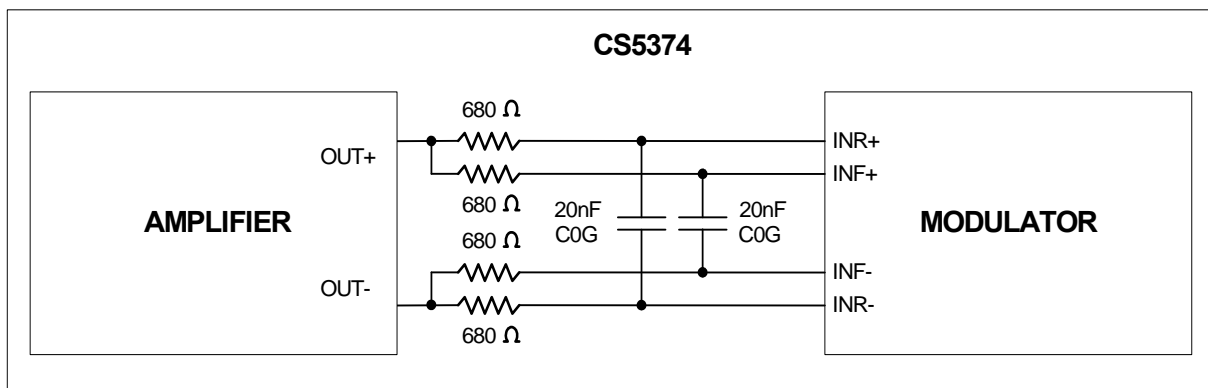 CS5374
680 Ω
OUT+
INR+
INF+
680 Ω
AMPLIFIER
20nF
C0G
20nF
C0G
MODULATOR
680 Ω
OUT-
INF-
INR-
680 Ω